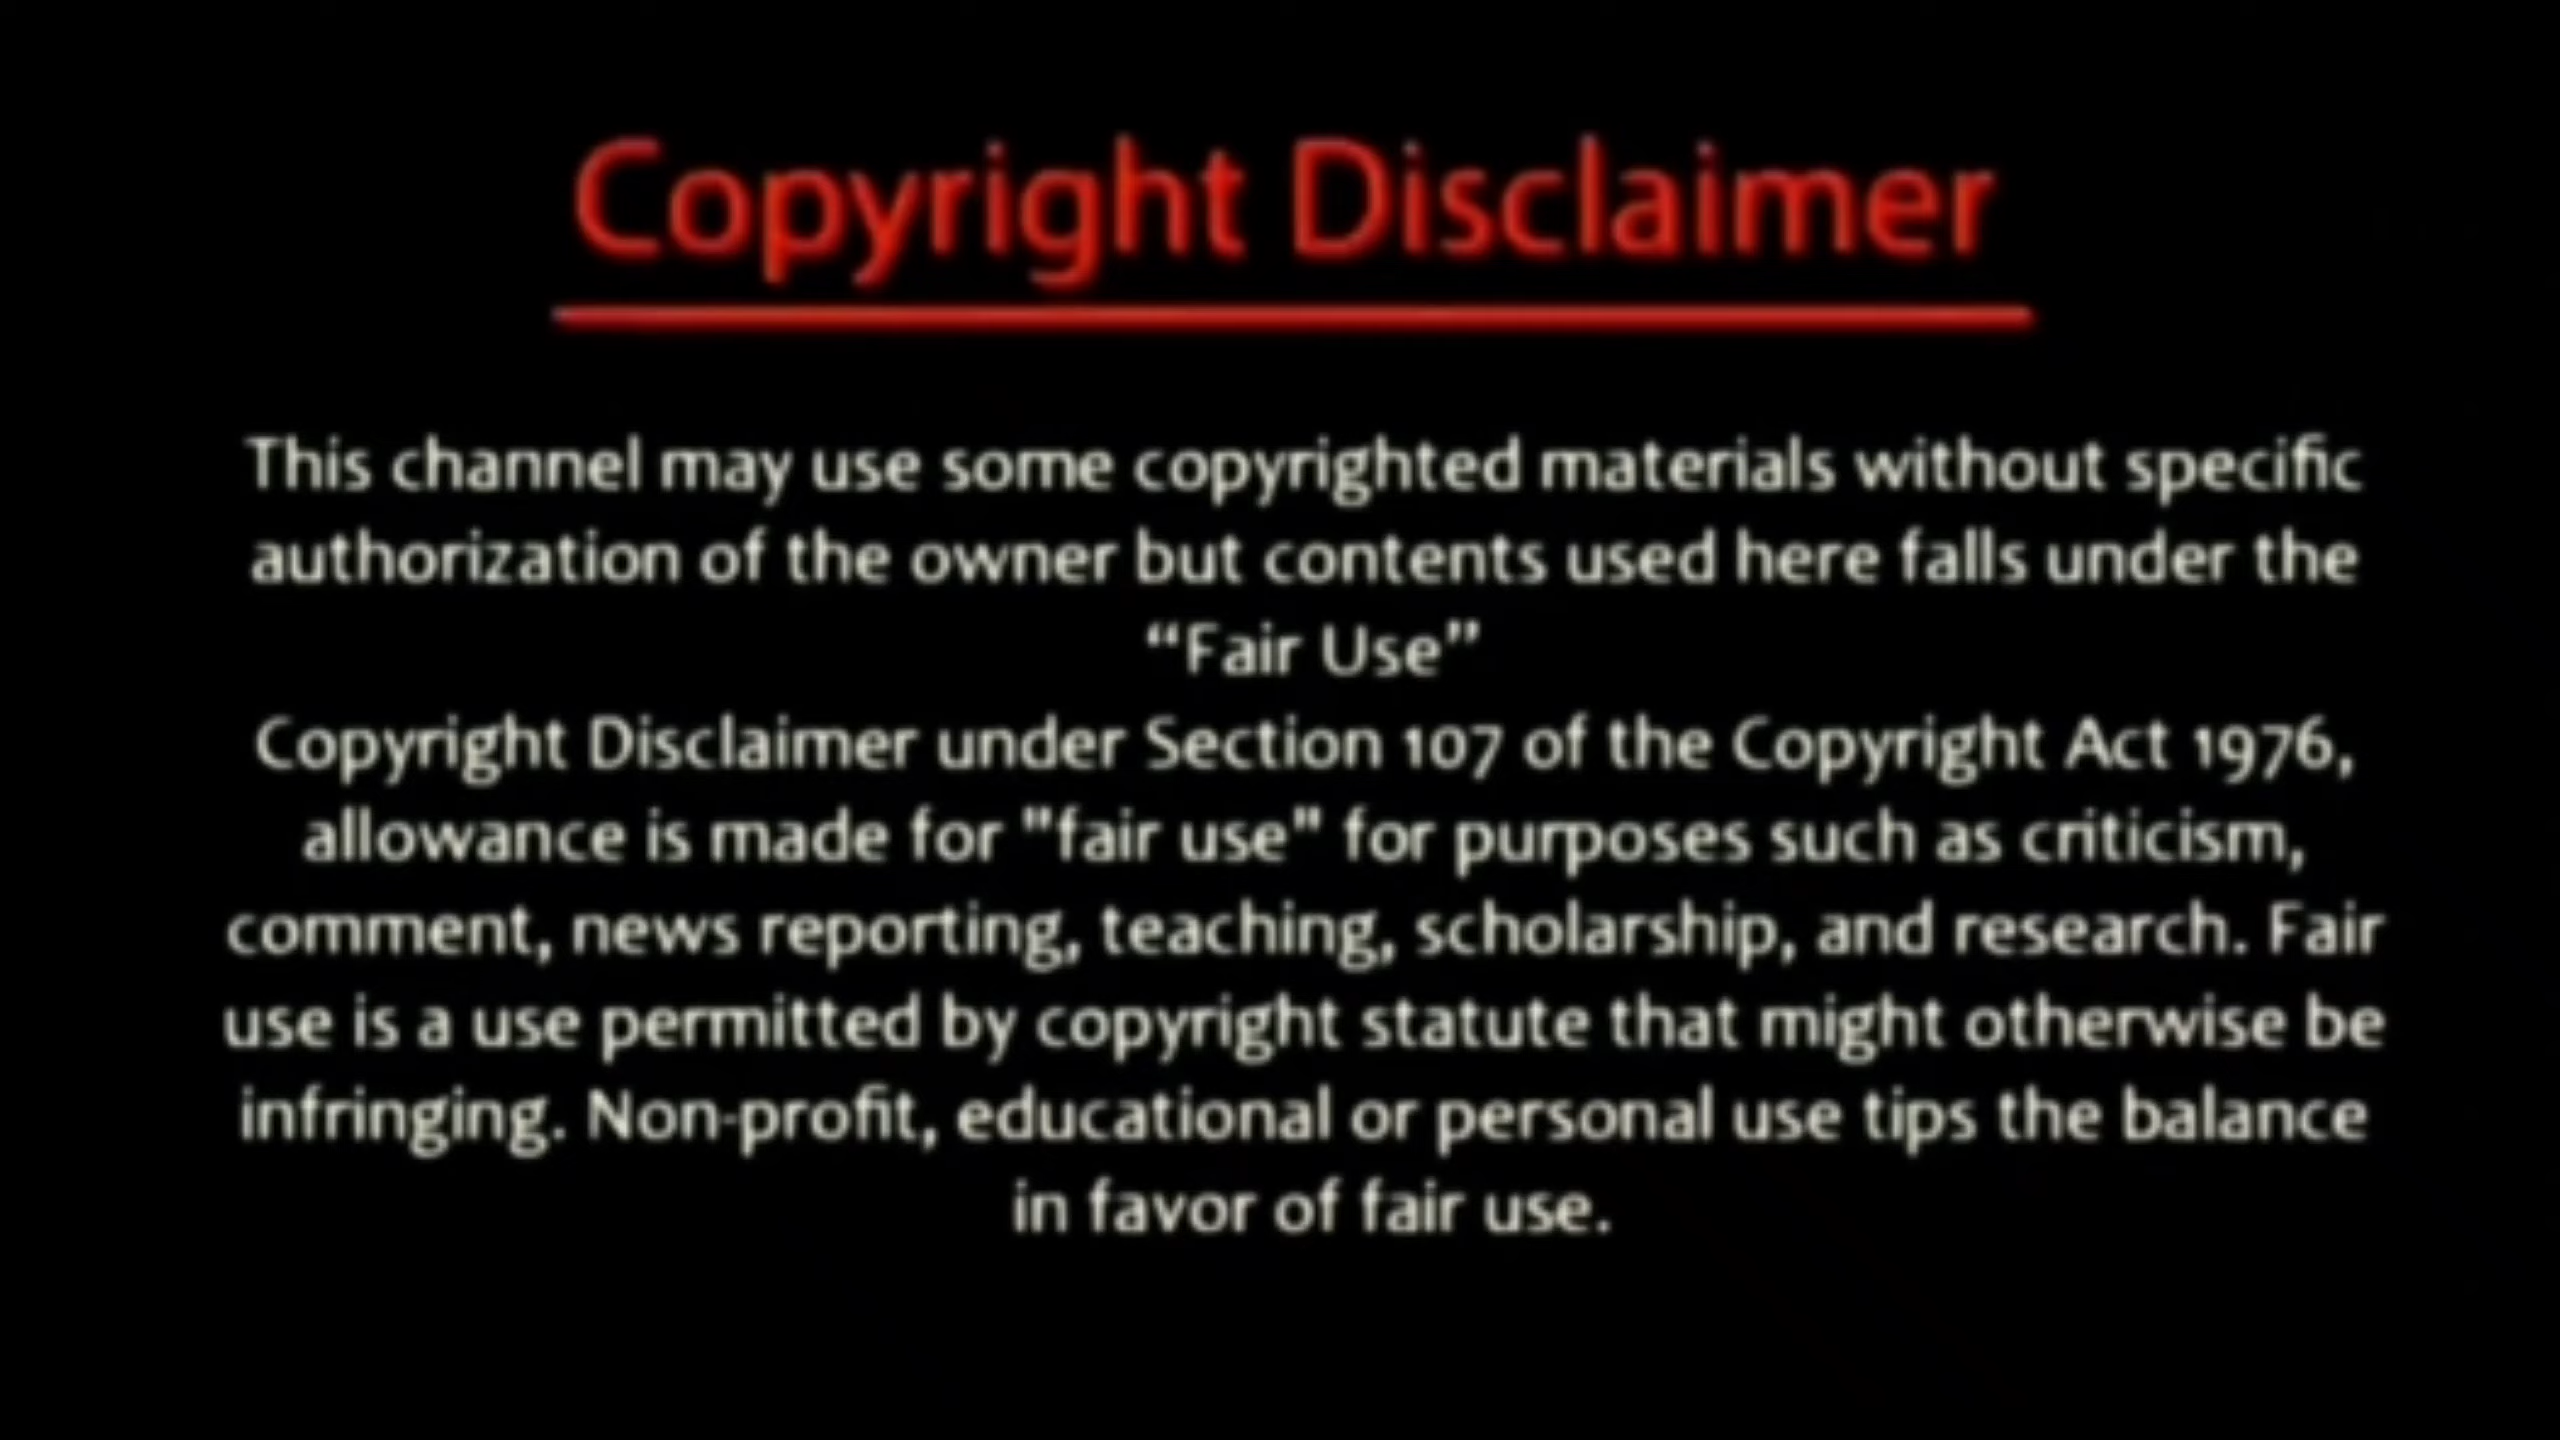 Copyright Disclaimer
This channel may use some copyrighted materials without specific
authorization of the owner but contents used here falls under the
“Fair Use”
Copyright Disclaimer under Section 107 of the Copyright Act 1976,
allowance is made for "fair use" for purposes such as criticism,
comment, news reporting, teaching, scholarship, and research. Fair
use is a use permitted by copyright statute that might otherwise be
infringing. Non-profit, educational or personal use tips the balance
in favor of fair use.